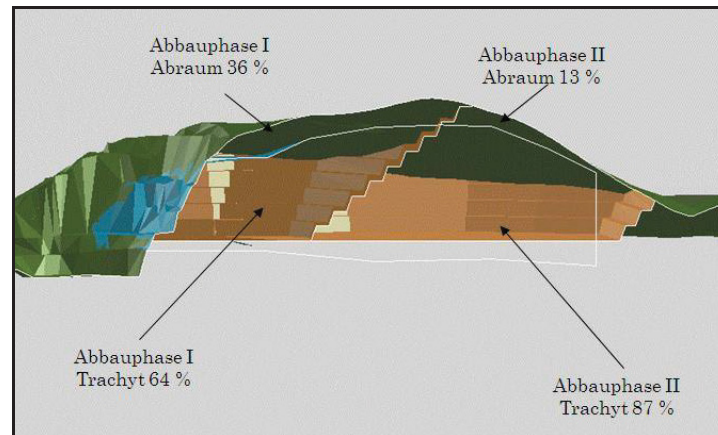 Abbauphase I
Abraum 36 %
Abbauphase II
Abraum 13 %
Abbauphase I
Trachyt 64 %
Abbauphase II
Trachyt 87 %